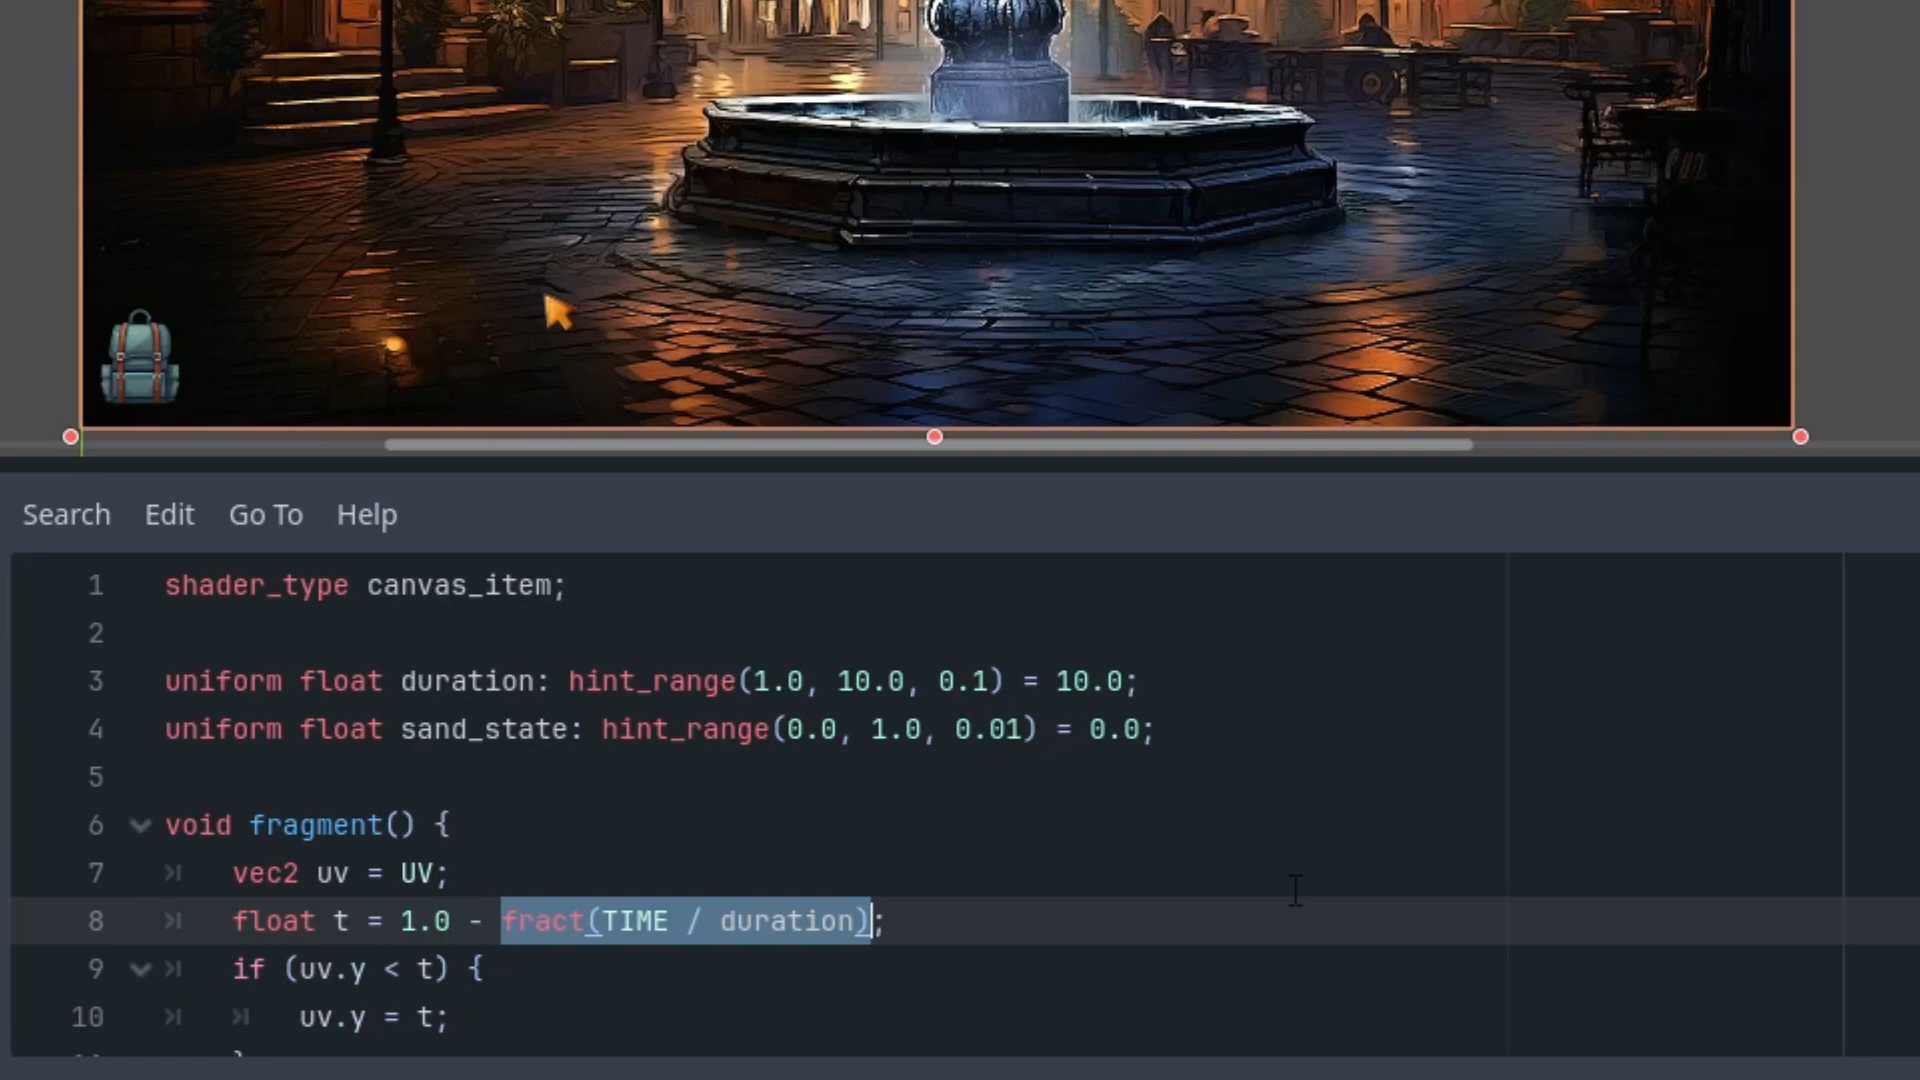 Search Edit Go To Help
1 shader_type canvas_item;
2
3 uniform float duration: hint_range(1.0, 10.0, 0.1) = 10.0;
4 uniform float sand_state: hint_range(0.0, 1.0, 0.01) = 0.0;
5
6 void fragment() {
7 vec2 uv = UV;
8 float t = 1.0 - fract(TIME / duration);
9 if (uv.y < t) {
10 uv.y = t;